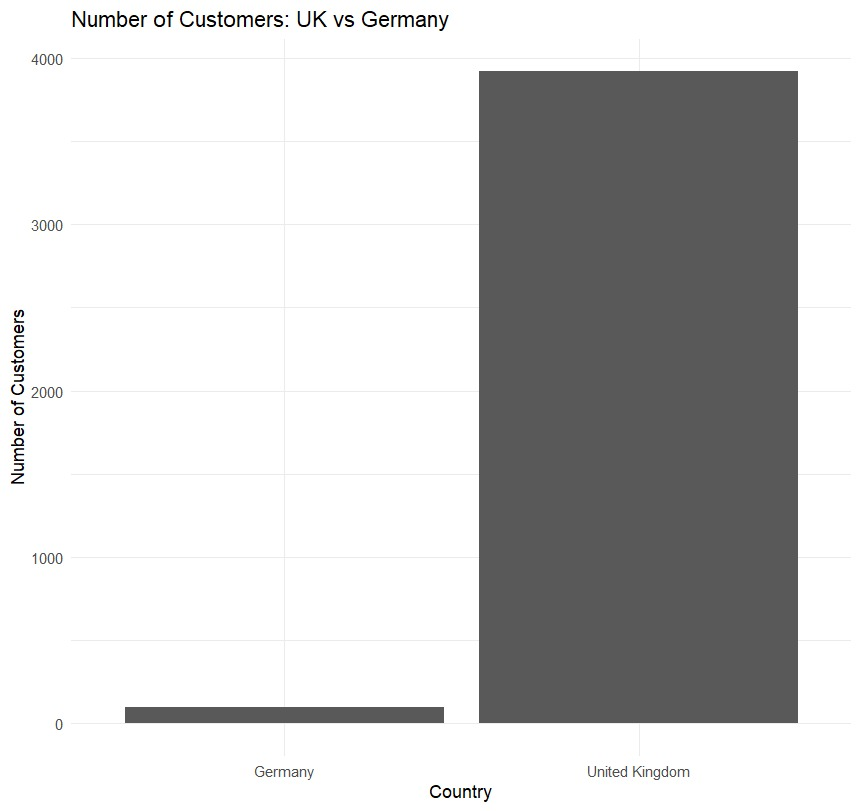 Number of Customers: UK vs Germany
Number of Customers
4000
3000
2000
1000
0
Germany
United Kingdom
Country